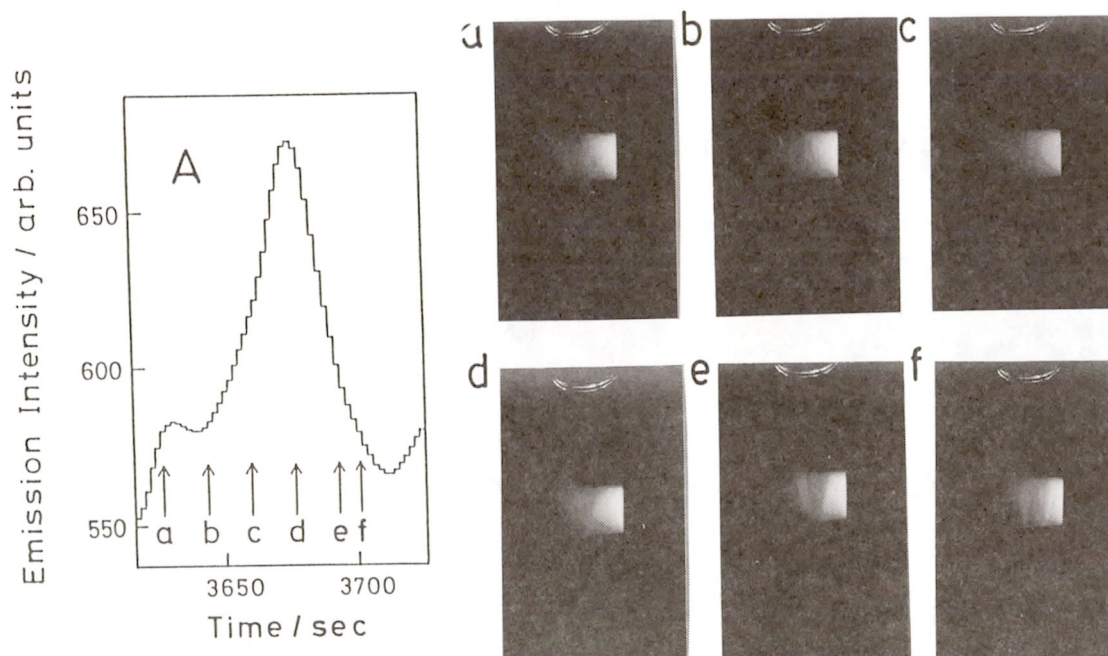 Emission Intensity / arb. units
A
650
600
550
a b c d e f
3650 3700
Time / sec
a b c
d e f